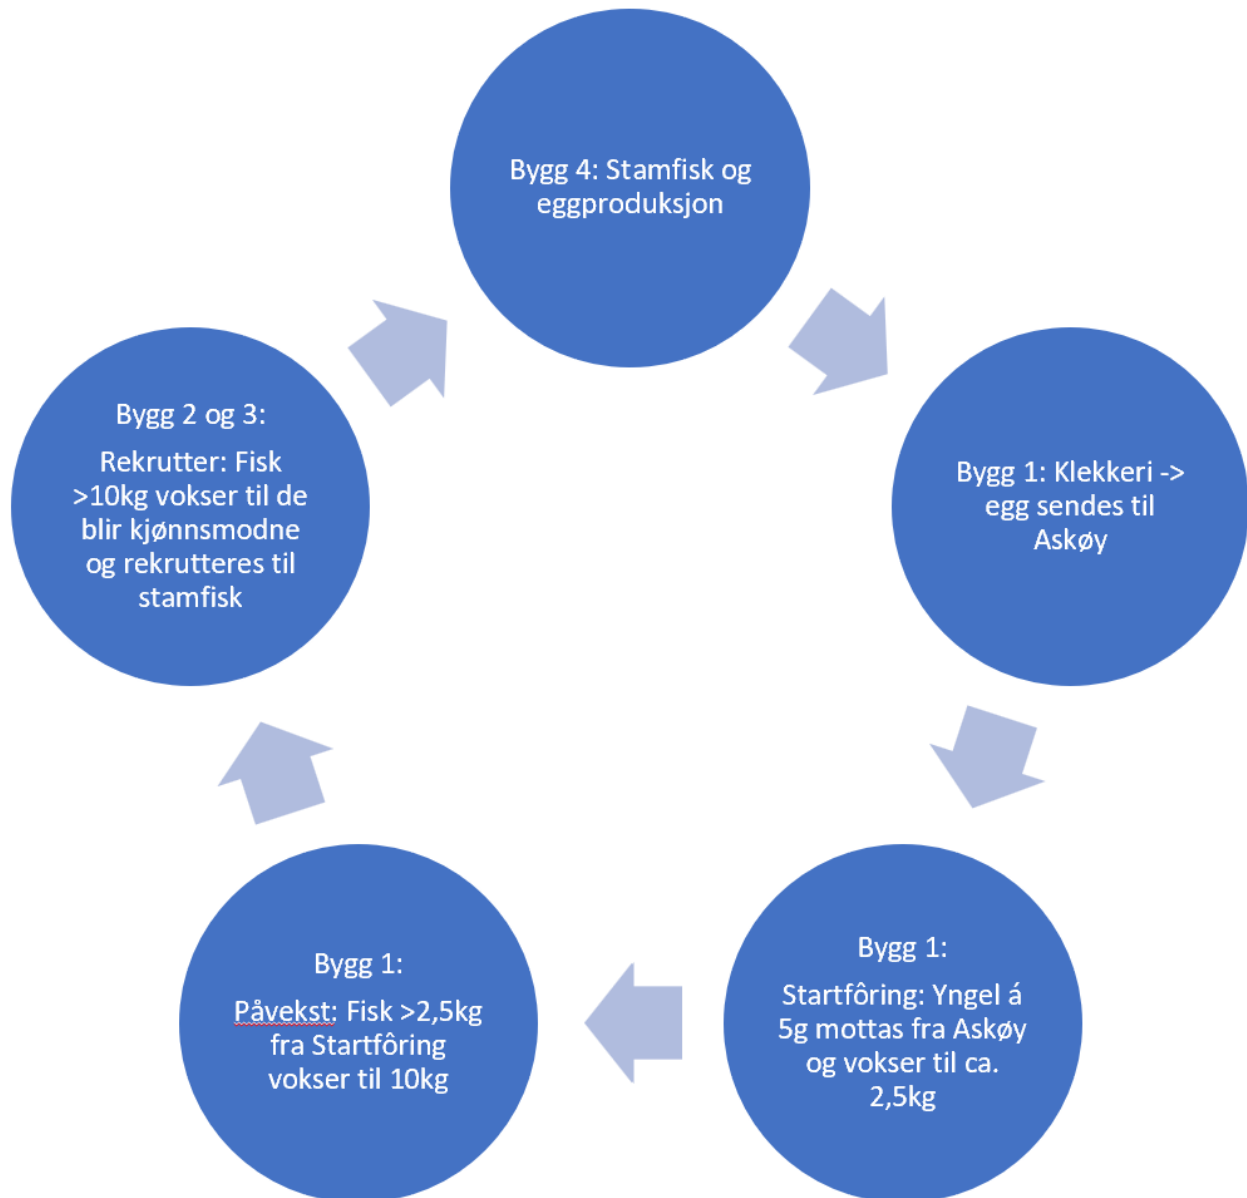 Bygg 4: Stamfisk og
eggproduksjon
Bygg 1: Klekkeri ->
egg sendes til
Askøy
Bygg 1:
Startfôring: Yngel á
5g mottas fra Askøy
og vokser til ca.
2,5kg
Bygg 1:
Påvekst: Fisk >2,5kg
fra Startfôring
vokser til 10kg
Bygg 2 og 3:
Rekrutter: Fisk
>10kg vokser til de
blir kjønnsmodne
og rekrutteres til
stamfisk